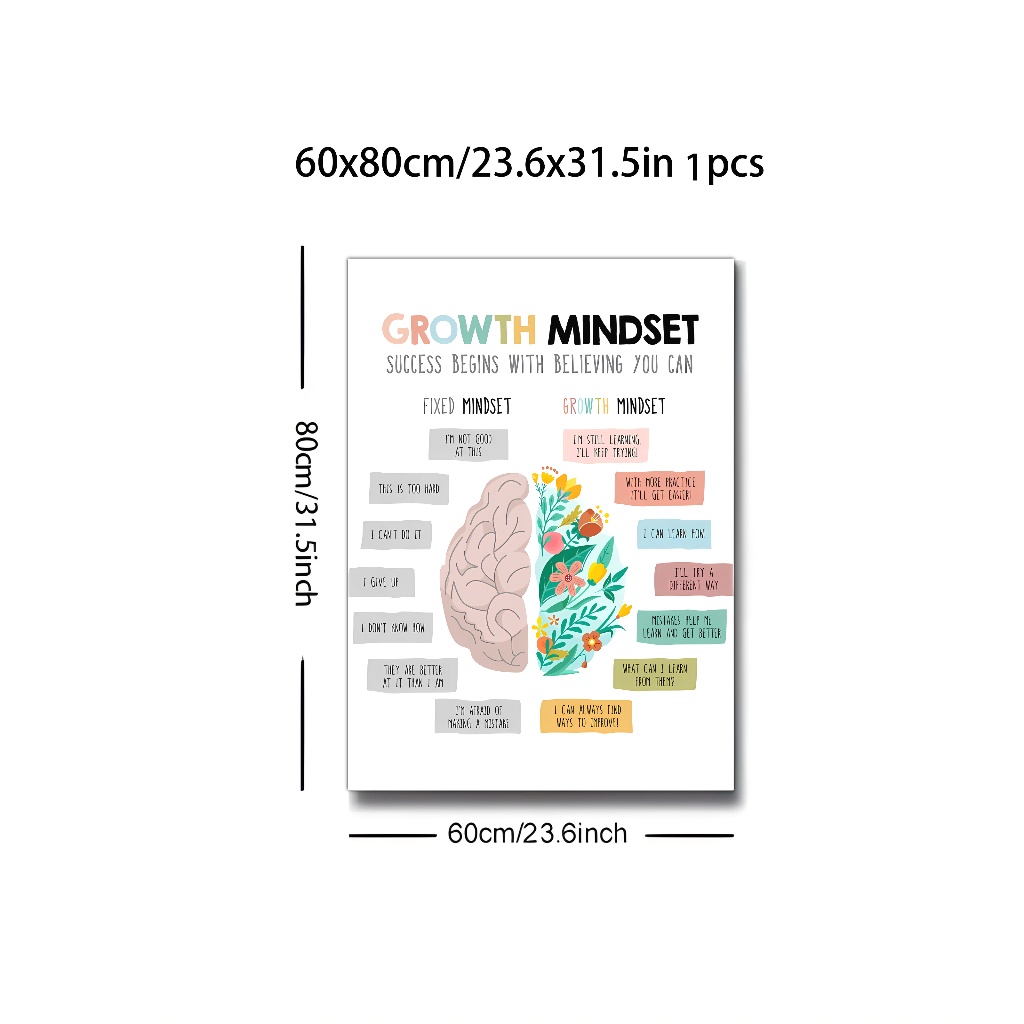 60x80cm/23.6x31.5in 1pcs
80cm/31.5inch
GROWTH MINDSET
SUCCESS BEGINS WITH BELIEVING YOU CAN
FIXED MINDSET
GROWTH MINDSET
I'M NOT GOOD
AT THIS
THIS IS TOO HARD
I CAN'T DO IT
I GIVE UP
I DON'T KNOW HOW
THEY ARE BETTER
AT IT THAN I AM
I'M AFRAID OF
MAKING A MISTAKE
I'M STILL LEARNING,
I'LL KEEP TRYING!
WITH MORE PRACTICE
IT'LL GET EASIER!
I CAN LEARN HOW
I'LL TRY A
DIFFERENT WAY
MISTAKES HELP ME
LEARN AND GET BETTER
WHAT CAN I LEARN
FROM THEM?
I CAN ALWAYS FIND
WAYS TO IMPROVE!
60cm/23.6inch